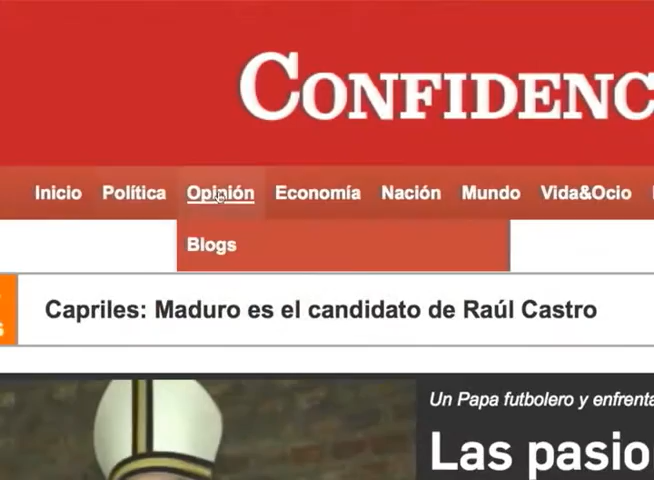 CONFIDENC
Inicio Política Opinión Economía Nación Mundo Vida&Ocio
Blogs
Capriles: Maduro es el candidato de Raúl Castro
Un Papa futbolero y enfrenta
Las pasio